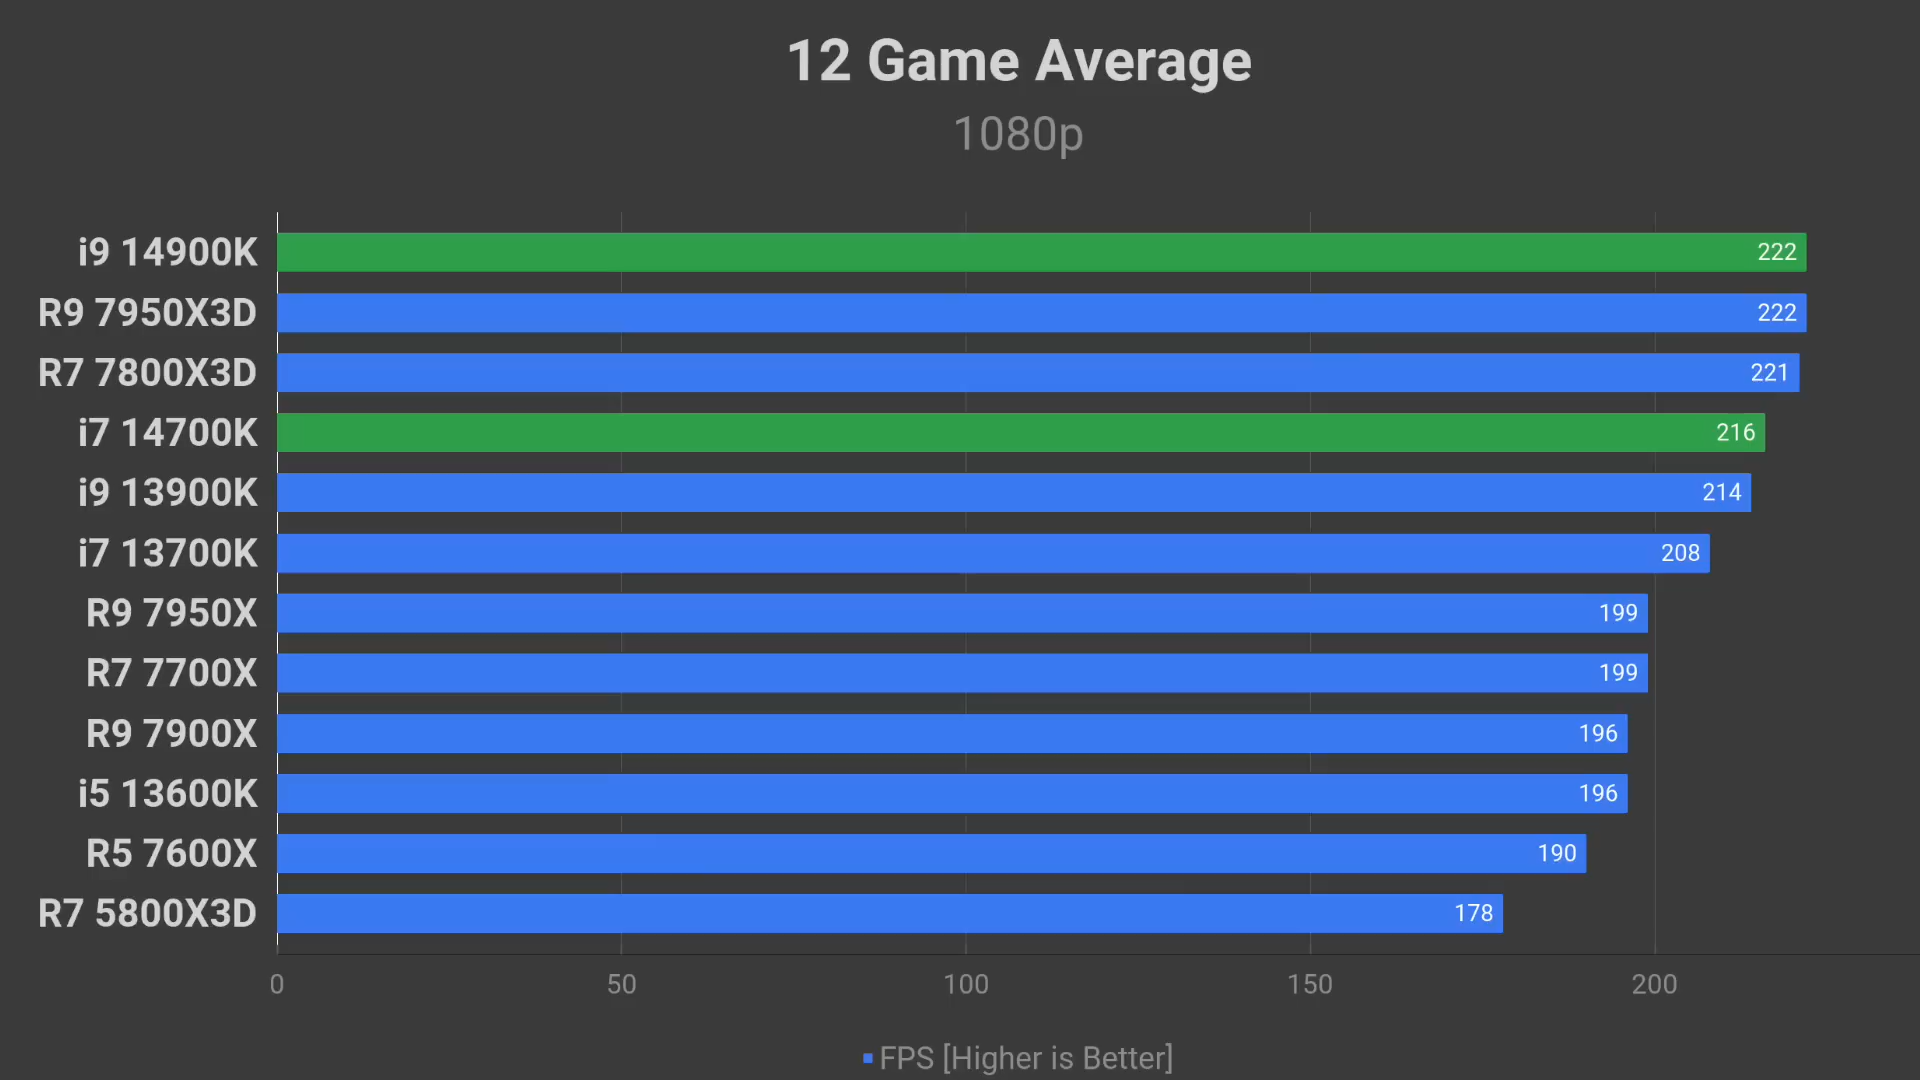 12 Game Average
1080p
i9 14900K 222
R9 7950X3D 222
R7 7800X3D 221
i7 14700K 216
i9 13900K 214
i7 13700K 208
R9 7950X 199
R7 7700X 199
R9 7900X 196
i5 13600K 196
R5 7600X 190
R7 5800X3D 178
0 50 100 150 200
FPS [Higher is Better]